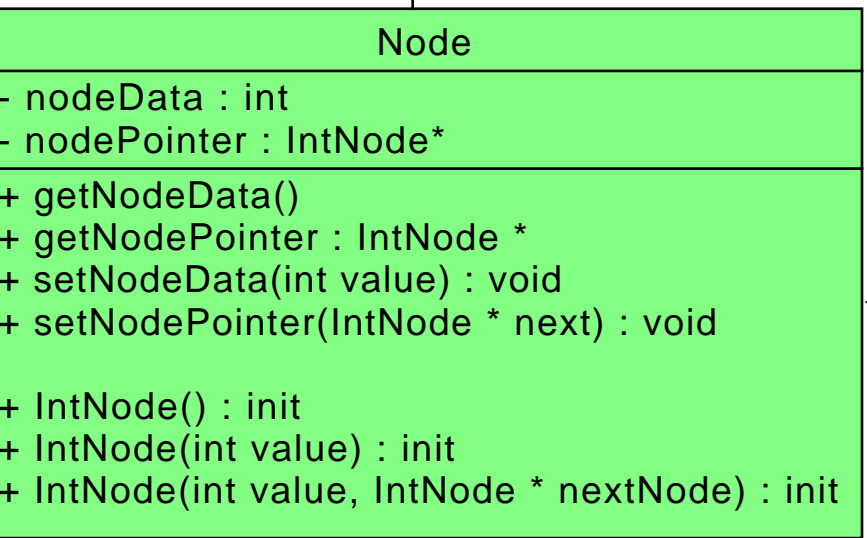 Node
- nodeData : int
- nodePointer : IntNode*
+ getNodeData()
+ getNodePointer : IntNode *
+ setNodeData(int value) : void
+ setNodePointer(IntNode * next) : void
+ IntNode() : init
+ IntNode(int value) : init
+ IntNode(int value, IntNode * nextNode) : init